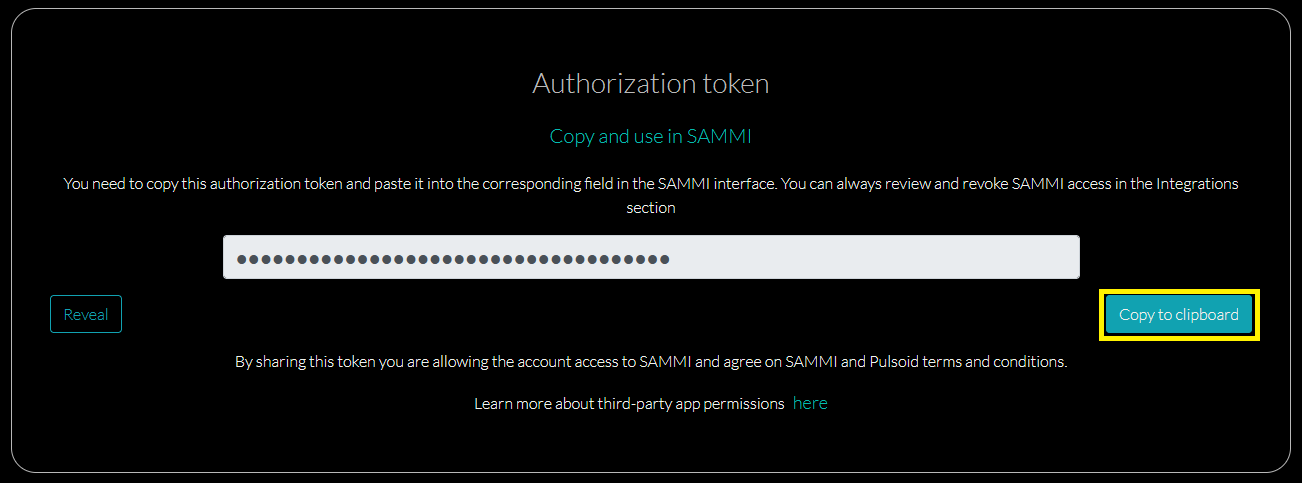 Authorization token
Copy and use in SAMMI
You need to copy this authorization token and paste it into the corresponding field in the SAMMI interface. You can always review and revoke SAMMI access in the Integrations
section
Reveal
Copy to clipboard
By sharing this token you are allowing the account access to SAMMI and agree on SAMMI and Pulsoid terms and conditions.
Learn more about third-party app permissions here